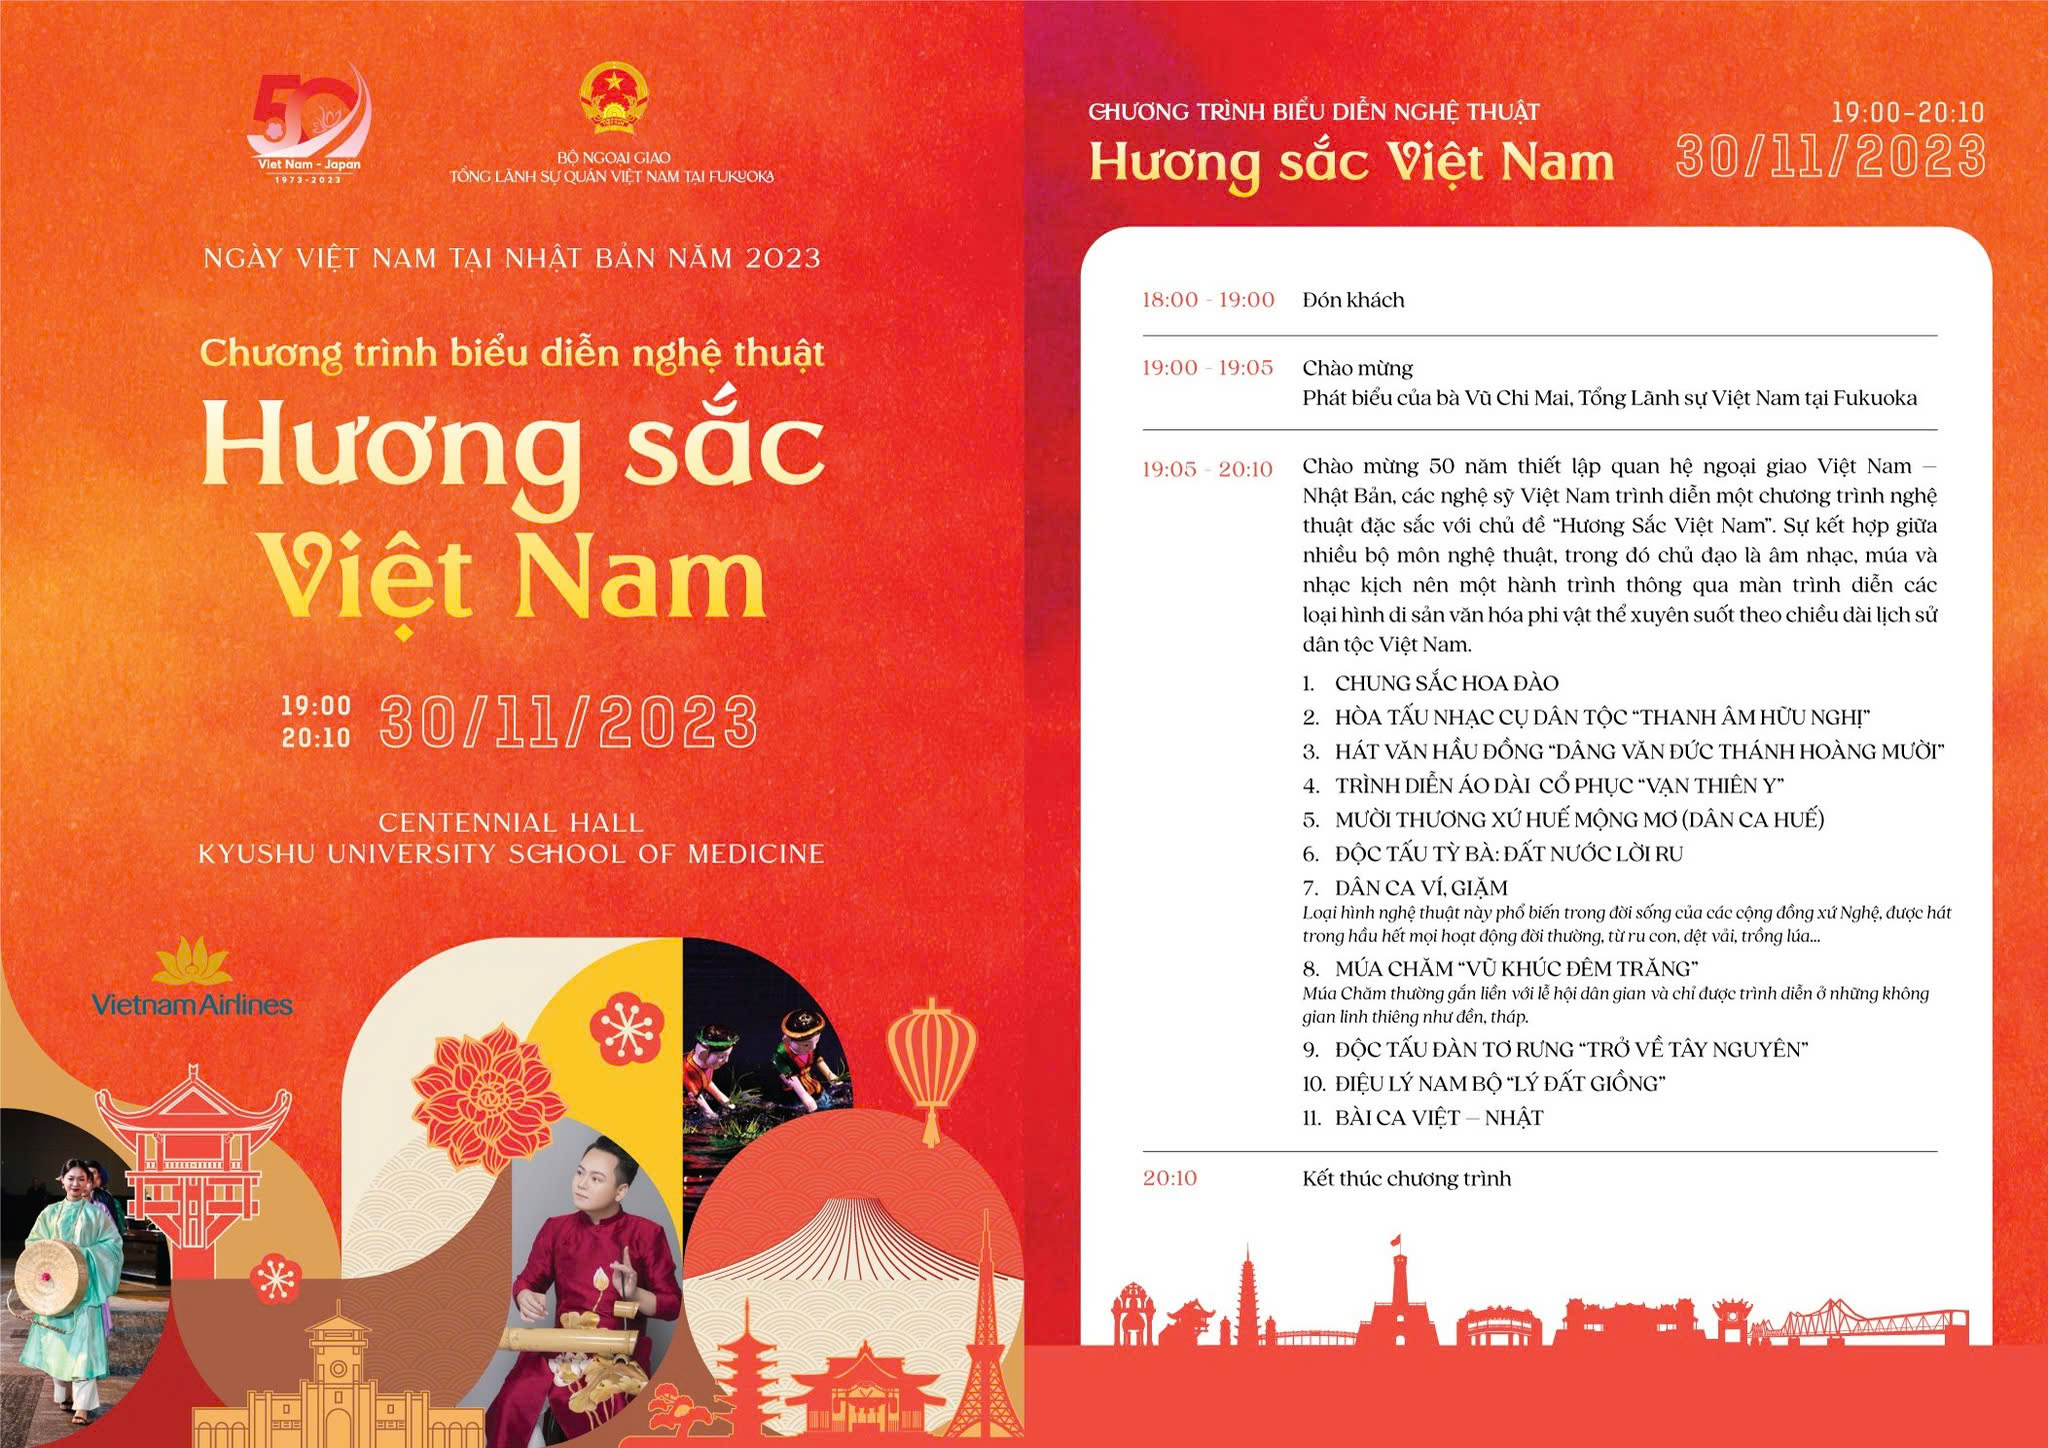 50
Viet Nam - Japan
1973-2023
BỘ NGOẠI GIAO
TỔNG LÃNH SỰ QUÁN VIỆT NAM TẠI FUKUOKA
NGÀY VIỆT NAM TẠI NHẬT BẢN NĂM 2023
Chương trình biểu diễn nghệ thuật
Hương sắc
Việt Nam
19:00
20:10
30/11/2023
CENTENNIAL HALL
KYUSHU UNIVERSITY SCHOOL OF MEDICINE
Vietnam Airlines
CHƯƠNG TRÌNH BIỂU DIỄN NGHỆ THUẬT
Hương sắc Việt Nam
19:00-20:10
30/11/2023
18:00 - 19:00 Đón khách
19:00 - 19:05 Chào mừng
Phát biểu của bà Vũ Chi Mai, Tổng Lãnh sự Việt Nam tại Fukuoka
19:05 - 20:10 Chào mừng 50 năm thiết lập quan hệ ngoại giao Việt Nam –
Nhật Bản, các nghệ sỹ Việt Nam trình diễn một chương trình nghệ
thuật đặc sắc với chủ đề “Hương Sắc Việt Nam”. Sự kết hợp giữa
nhiều bộ môn nghệ thuật, trong đó chủ đạo là âm nhạc, múa và
nhạc kịch nên một hành trình thông qua màn trình diễn các
loại hình di sản văn hóa phi vật thể xuyên suốt theo chiều dài lịch sử
dân tộc Việt Nam.
1. CHUNG SẮC HOA ĐÀO
2. HÒA TẤU NHẠC CỤ DÂN TỘC “THANH ÂM HỮU NGHỊ”
3. HÁT VĂN HẦU ĐỒNG “DÂNG VĂN ĐỨC THÁNH HOÀNG MƯỜI”
4. TRÌNH DIỄN ÁO DÀI CỔ PHỤC “VẠN THIÊN Y”
5. MƯỜI THƯƠNG XỨ HUẾ MỘNG MƠ (DÂN CA HUẾ)
6. ĐỘC TẤU TỲ BÀ: ĐẤT NƯỚC LỜI RU
7. DÂN CA VÍ, GIẶM
Loại hình nghệ thuật này phổ biến trong đời sống của các cộng đồng xứ Nghệ, được hát
trong hầu hết mọi hoạt động đời thường, từ ru con, dệt vải, trồng lúa...
8. MÚA CHĂM “VŨ KHÚC ĐÊM TRĂNG”
Múa Chăm thường gắn liền với lễ hội dân gian và chỉ được trình diễn ở những không
gian linh thiêng như đền, tháp.
9. ĐỘC TẤU ĐÀN TƠ RƯNG “TRỞ VỀ TÂY NGUYÊN”
10. ĐIỆU LÝ NAM BỘ “LÝ ĐẤT GIỒNG”
11. BÀI CA VIỆT – NHẬT
20:10 Kết thúc chương trình